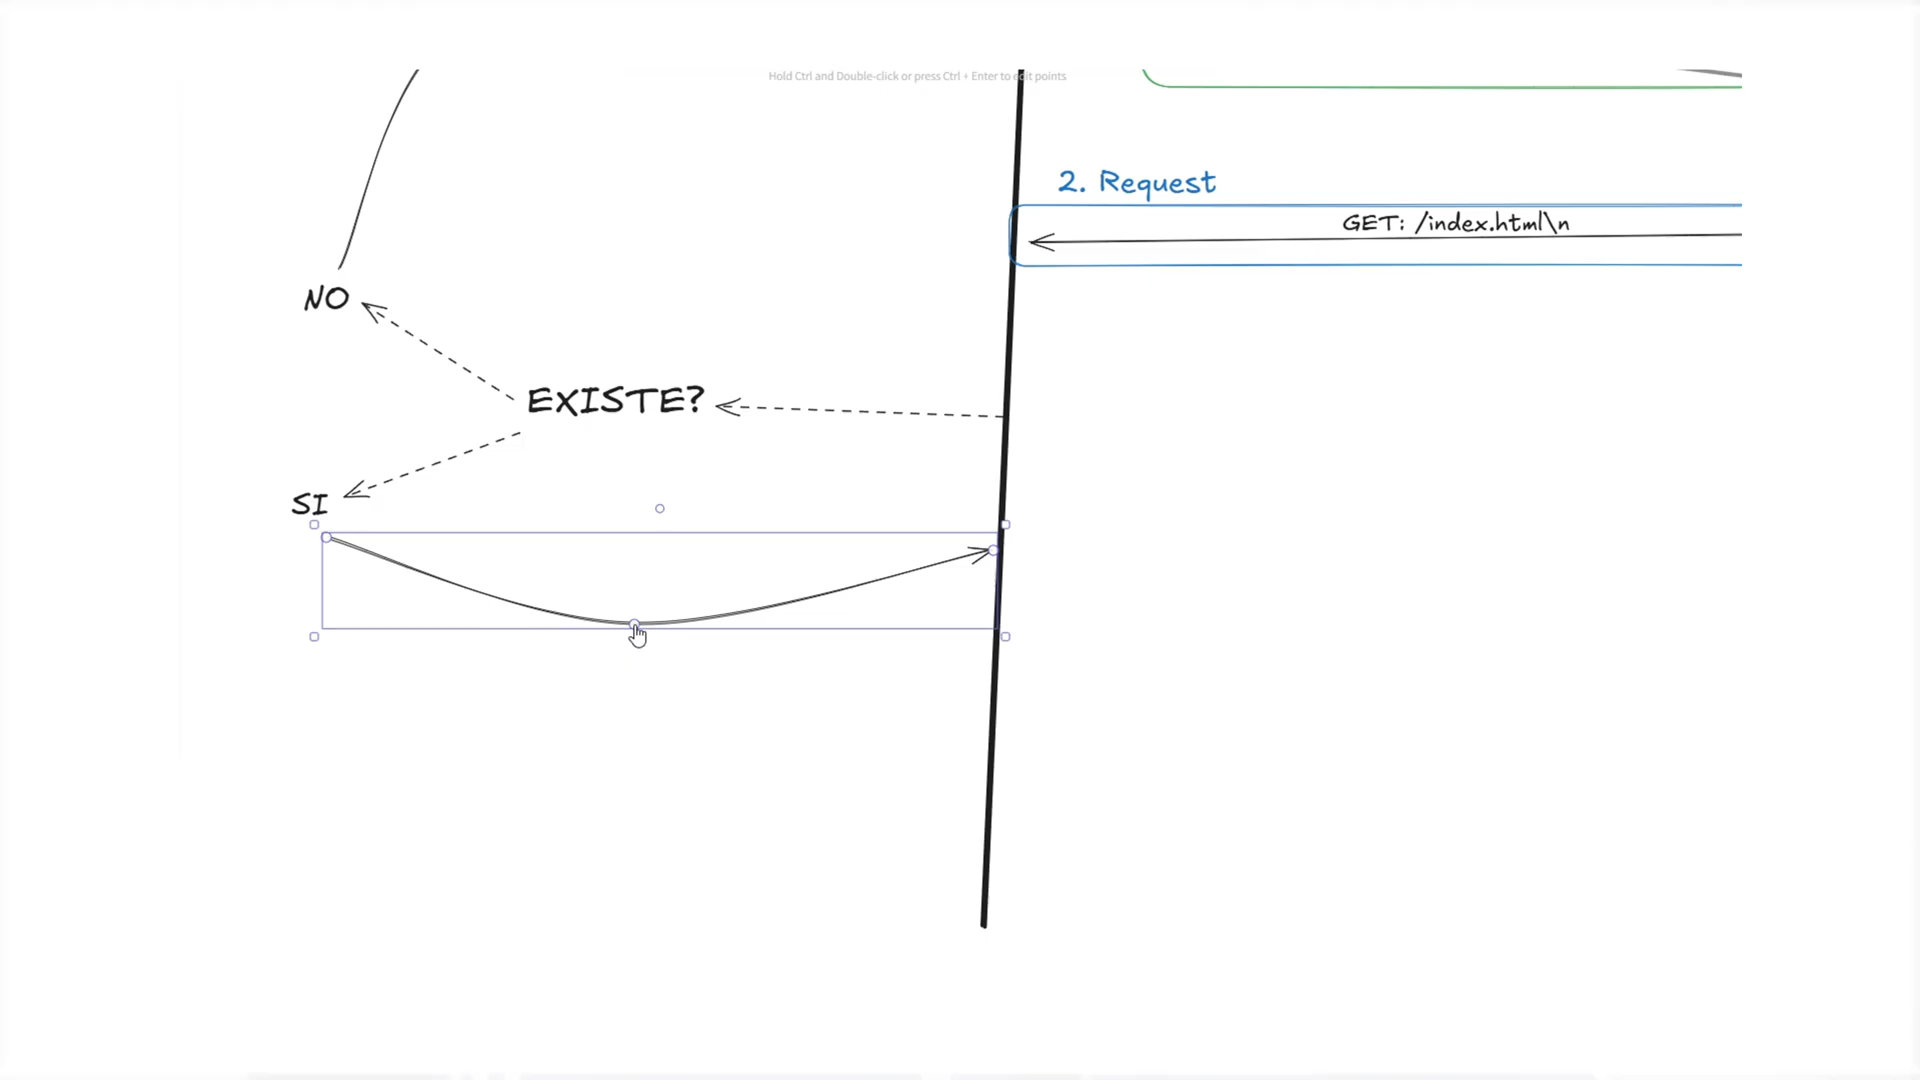 Hold Ctrl and Double-click or press Ctrl + Enter to edit points
2. Request
GET: /index.html\n
NO
EXISTE?
SI